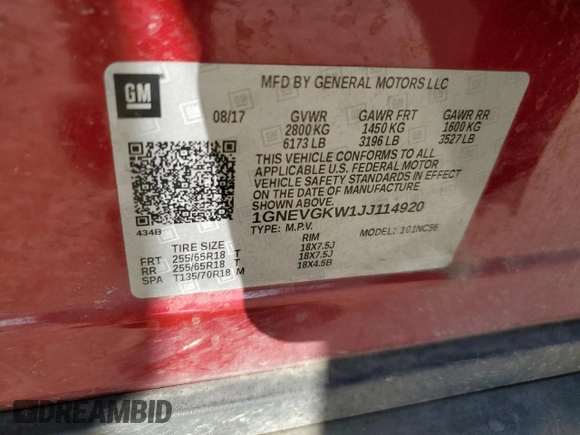 GM
MFD BY GENERAL MOTORS LLC
08/17 GVWR GAWR FRT GAWR RR
2800 KG 1450 KG 1600 KG
6173 LB 3196 LB 3527 LB
THIS VEHICLE CONFORMS TO ALL
APPLICABLE U.S. FEDERAL MOTOR
VEHICLE SAFETY STANDARDS IN EFFECT
ON THE DATE OF MANUFACTURE
SHOWN ABOVE.
1GNEVGKW1JJ114920
TYPE: M.P.V. MODEL: 101NC56
434B
TIRE SIZE RIM
FRT 255/65R18 T 18X7.5J
RR 255/65R18 T 18X7.5J
SPA T135/70R18 M 18X4.5B
DREAMBID